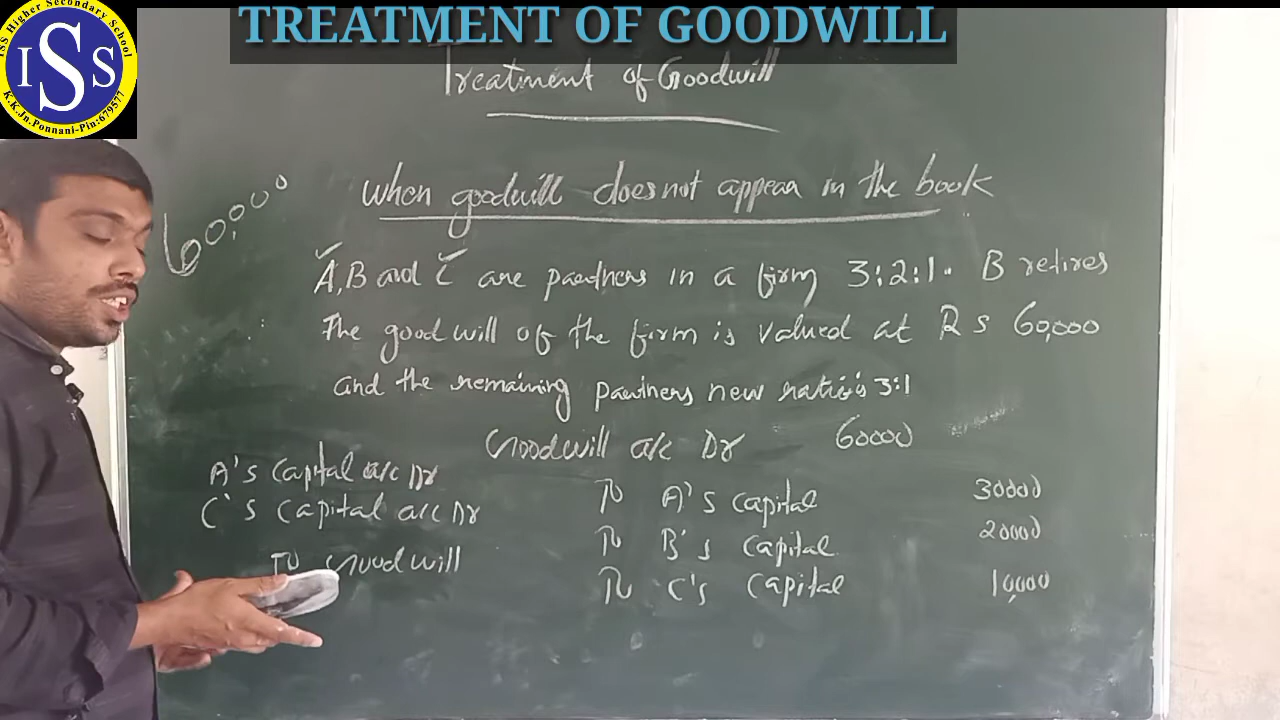 TREATMENT OF GOODWILL
ISS Higher Secondary School
ISS
K.K.Jn.Ponnani-Pin:679577
Treatment of Goodwill
60,000
when goodwill does not appear in the book
A, B and C are partners in a firm 3:2:1. B retires
The goodwill of the firm is valued at Rs 60,000
and the remaining partners new ratio is 3:1
Goodwill a/c Dr 60000
To A's capital 30000
To B's capital 20000
To C's capital 10,000
A's capital a/c Dr
C's capital a/c Dr
To Goodwill